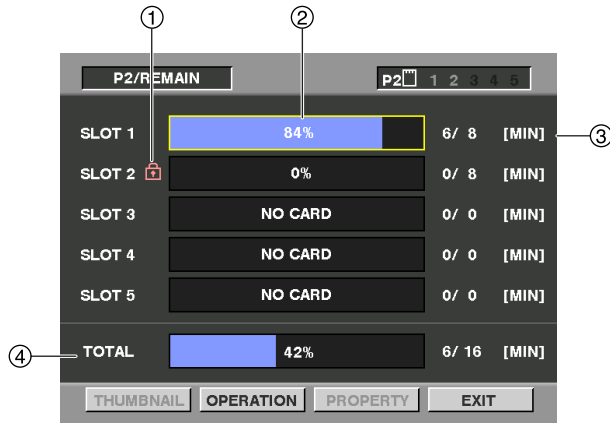 ① ②
P2/REMAIN P2 1 2 3 4 5
SLOT 1 84% 6/ 8 [MIN] ③
SLOT 2 0% 0/ 8 [MIN]
SLOT 3 NO CARD 0/ 0 [MIN]
SLOT 4 NO CARD 0/ 0 [MIN]
SLOT 5 NO CARD 0/ 0 [MIN]
④ TOTAL 42% 6/ 16 [MIN]
THUMBNAIL OPERATION PROPERTY EXIT